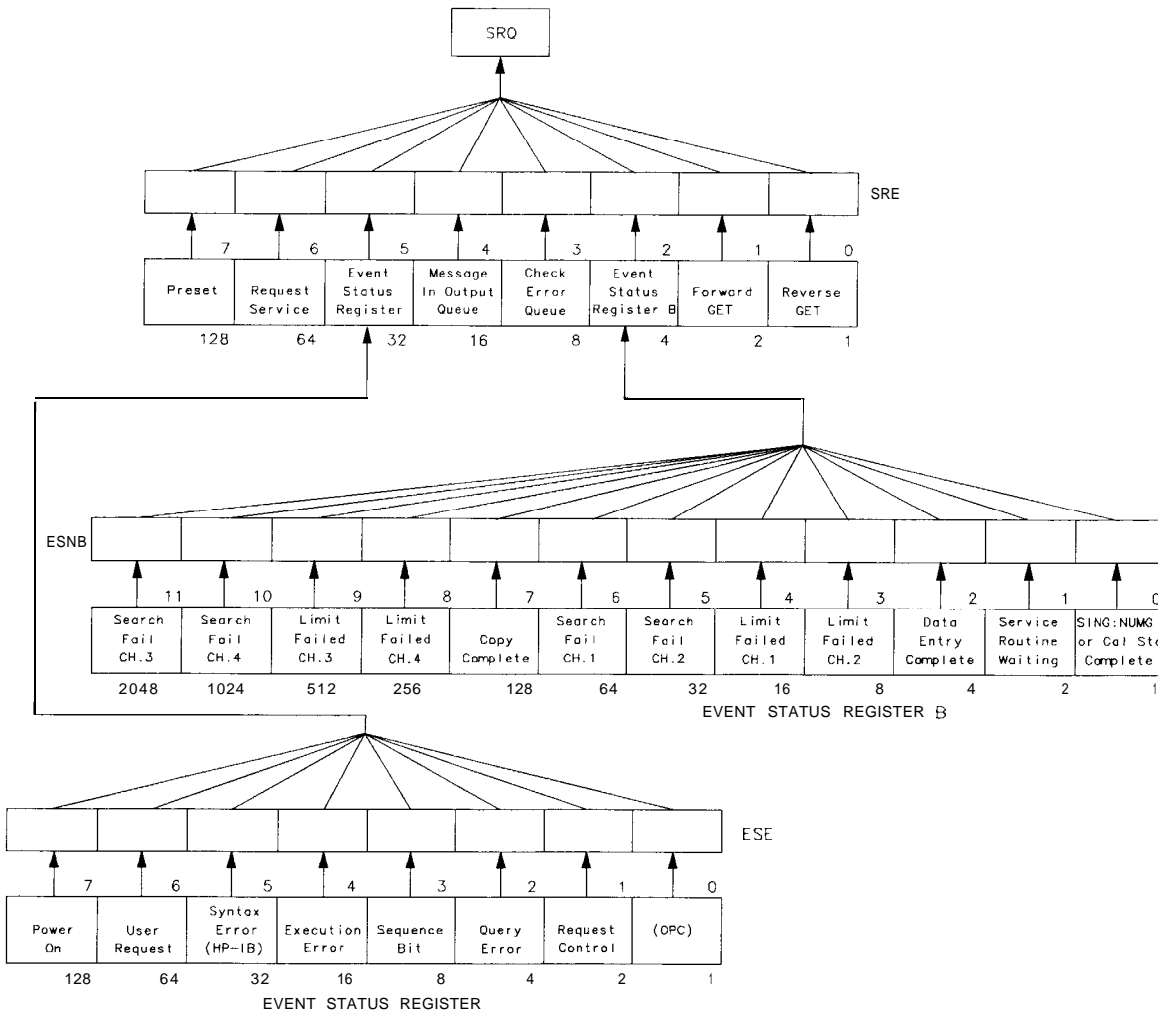 SRQ
SRE
7 6 5 4 3 2 1 0
Preset
Request
Service
Event
Status
Register
Message
In Output
Queue
Check
Error
Queue
Event
Status
Register B
Forward
GET
Reverse
GET
128 64 32 16 8 4 2 1
ESNB
11 10 9 8 7 6 5 4 3 2 1 0
Search
Fail
CH.3
Search
Fail
CH.4
Limit
Failed
CH.3
Limit
Failed
CH.4
Copy
Complete
Search
Fail
CH.1
Search
Fail
CH.2
Limit
Failed
CH.1
Limit
Failed
CH.2
Data
Entry
Complete
Service
Routine
Waiting
SING:NUMG
or Cal
Complete
2048 1024 512 256 128 64 32 16 8 4 2 1
EVENT STATUS REGISTER B
ESE
7 6 5 4 3 2 1 0
Power
On
User
Request
Syntax
Error
(HP-IB)
Execution
Error
Sequence
Bit
Query
Error
Request
Control
(OPC)
128 64 32 16 8 4 2 1
EVENT STATUS REGISTER